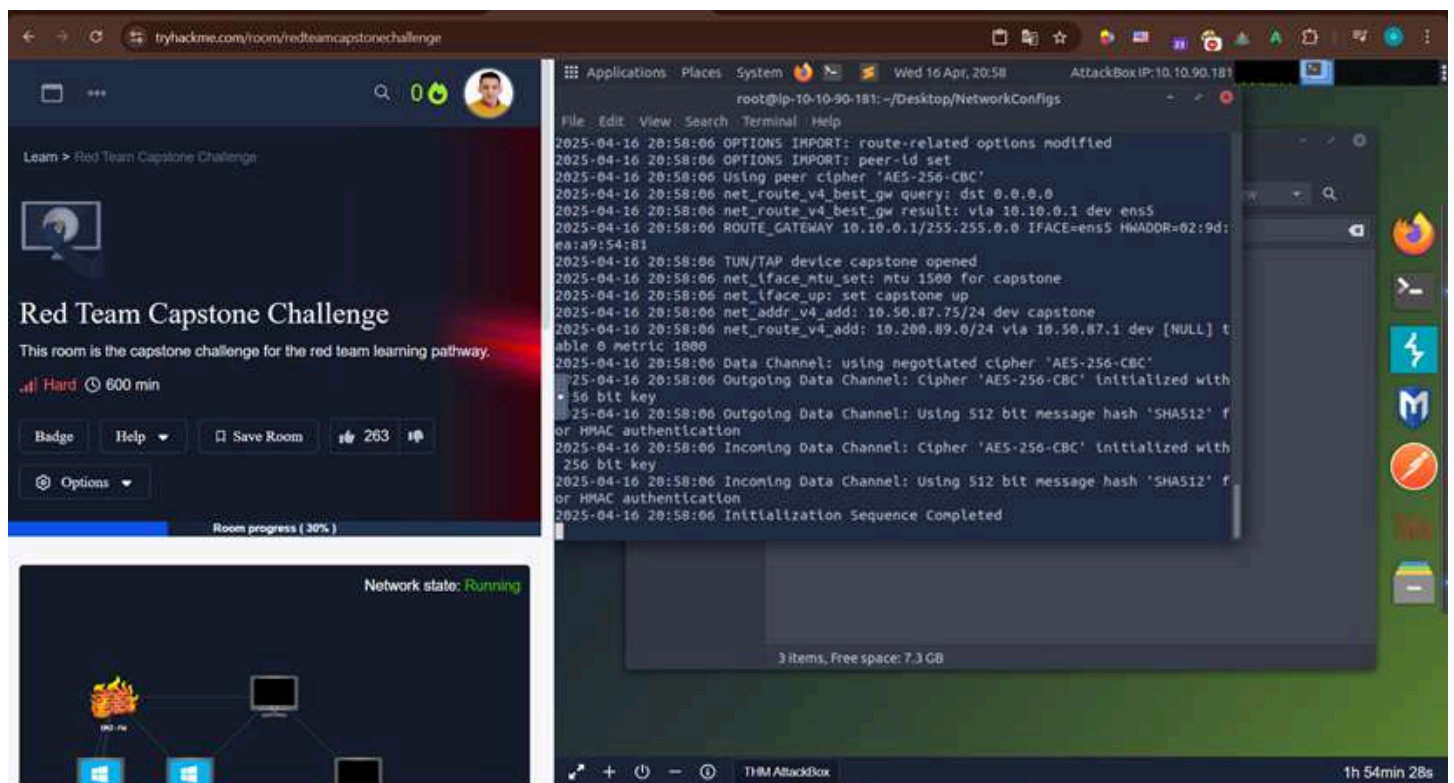 tryhackme.com/room/redteamcapstonechallenge
0
Learn > Red Team Capstone Challenge
Red Team Capstone Challenge
This room is the capstone challenge for the red team learning pathway.
Hard 600 min
Badge Help Save Room 263
Options
Room progress ( 30% )
Network state: Running
Applications Places System Wed 16 Apr, 20:58 AttackBox IP:10.10.90.181
root@ip-10-10-90-181: ~/Desktop/NetworkConfigs
File Edit View Search Terminal Help
2025-04-16 20:58:06 OPTIONS IMPORT: route-related options modified
2025-04-16 20:58:06 OPTIONS IMPORT: peer-id set
2025-04-16 20:58:06 Using peer cipher 'AES-256-CBC'
2025-04-16 20:58:06 net_route_v4_best_gw query: dst 0.0.0.0
2025-04-16 20:58:06 net_route_v4_best_gw result: via 10.10.0.1 dev ens5
2025-04-16 20:58:06 ROUTE_GATEWAY 10.10.0.1/255.255.0.0 IFACE=ens5 HWADDR=02:9d:
ea:a9:54:81
2025-04-16 20:58:06 TUN/TAP device capstone opened
2025-04-16 20:58:06 net_iface_mtu_set: mtu 1500 for capstone
2025-04-16 20:58:06 net_iface_up: set capstone up
2025-04-16 20:58:06 net_addr_v4_add: 10.50.87.75/24 dev capstone
2025-04-16 20:58:06 net_route_v4_add: 10.200.89.0/24 via 10.50.87.1 dev [NULL] t
able 0 metric 1000
2025-04-16 20:58:06 Data Channel: using negotiated cipher 'AES-256-CBC'
25-04-16 20:58:06 Outgoing Data Channel: Cipher 'AES-256-CBC' initialized with
56 bit key
25-04-16 20:58:06 Outgoing Data Channel: Using 512 bit message hash 'SHA512' f
or HMAC authentication
2025-04-16 20:58:06 Incoming Data Channel: Cipher 'AES-256-CBC' initialized with
256 bit key
2025-04-16 20:58:06 Incoming Data Channel: Using 512 bit message hash 'SHA512' f
or HMAC authentication
2025-04-16 20:58:06 Initialization Sequence Completed
3 items, Free space: 7.3 GB
THM AttackBox
1h 54min 28s